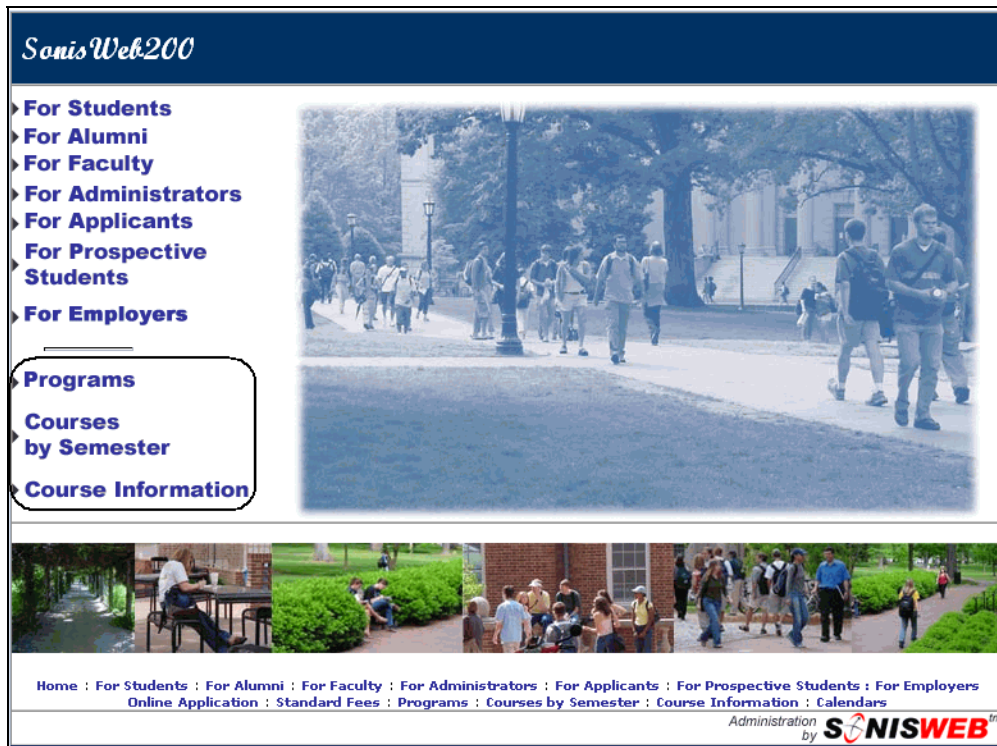 SonisWeb200
For Students
For Alumni
For Faculty
For Administrators
For Applicants
For Prospective
Students
For Employers
Programs
Courses
by Semester
Course Information
Home : For Students : For Alumni : For Faculty : For Administrators : For Applicants : For Prospective Students : For Employers
Online Application : Standard Fees : Programs : Courses by Semester : Course Information : Calendars
Administration
by SONISWEB tm